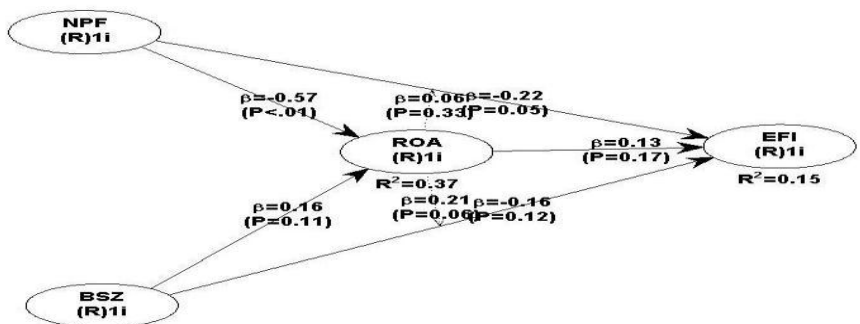 NPF
(R)1i
β=-0.57
(P<.01)
β=0.06
(P=0.33)
β=-0.22
(P=0.05)
ROA
(R)1i
R²=0.37
β=0.13
(P=0.17)
EFI
(R)1i
R²=0.15
β=0.16
(P=0.11)
β=0.21
(P=0.06)
β=-0.16
(P=0.12)
BSZ
(R)1i